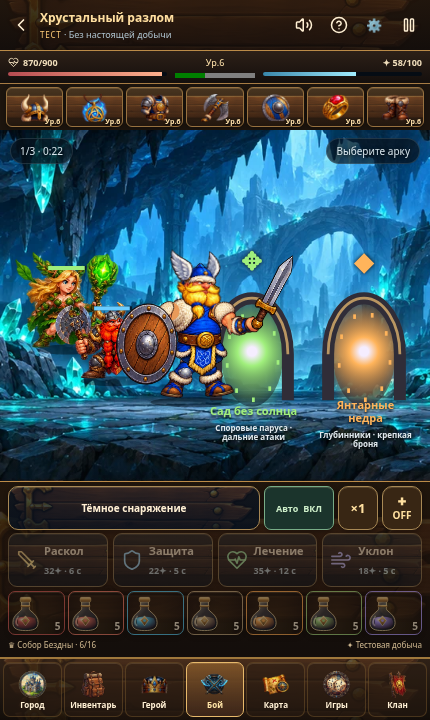 Хрустальный разлом
ТЕСТ · Без настоящей добычи
870/900
Ур.6
58/100
Ур.6
Ур.6
Ур.6
Ур.6
Ур.6
Ур.6
Ур.6
1/3 · 0:22
Выберите арку
Сад без солнца
Споровые паруса · дальние атаки
Янтарные недра
Глубинники · крепкая броня
Тёмное снаряжение
Авто ВКЛ
×1
+ OFF
Раскол
32✦ · 6 с
Защита
22✦ · 5 с
Лечение
35✦ · 12 с
Уклон
18✦ · 5 с
5
5
5
5
5
5
5
♛ Собор Бездны · 6/16
✦ Тестовая добыча
Город
Инвентарь
Герой
Бой
Карта
Игры
Клан